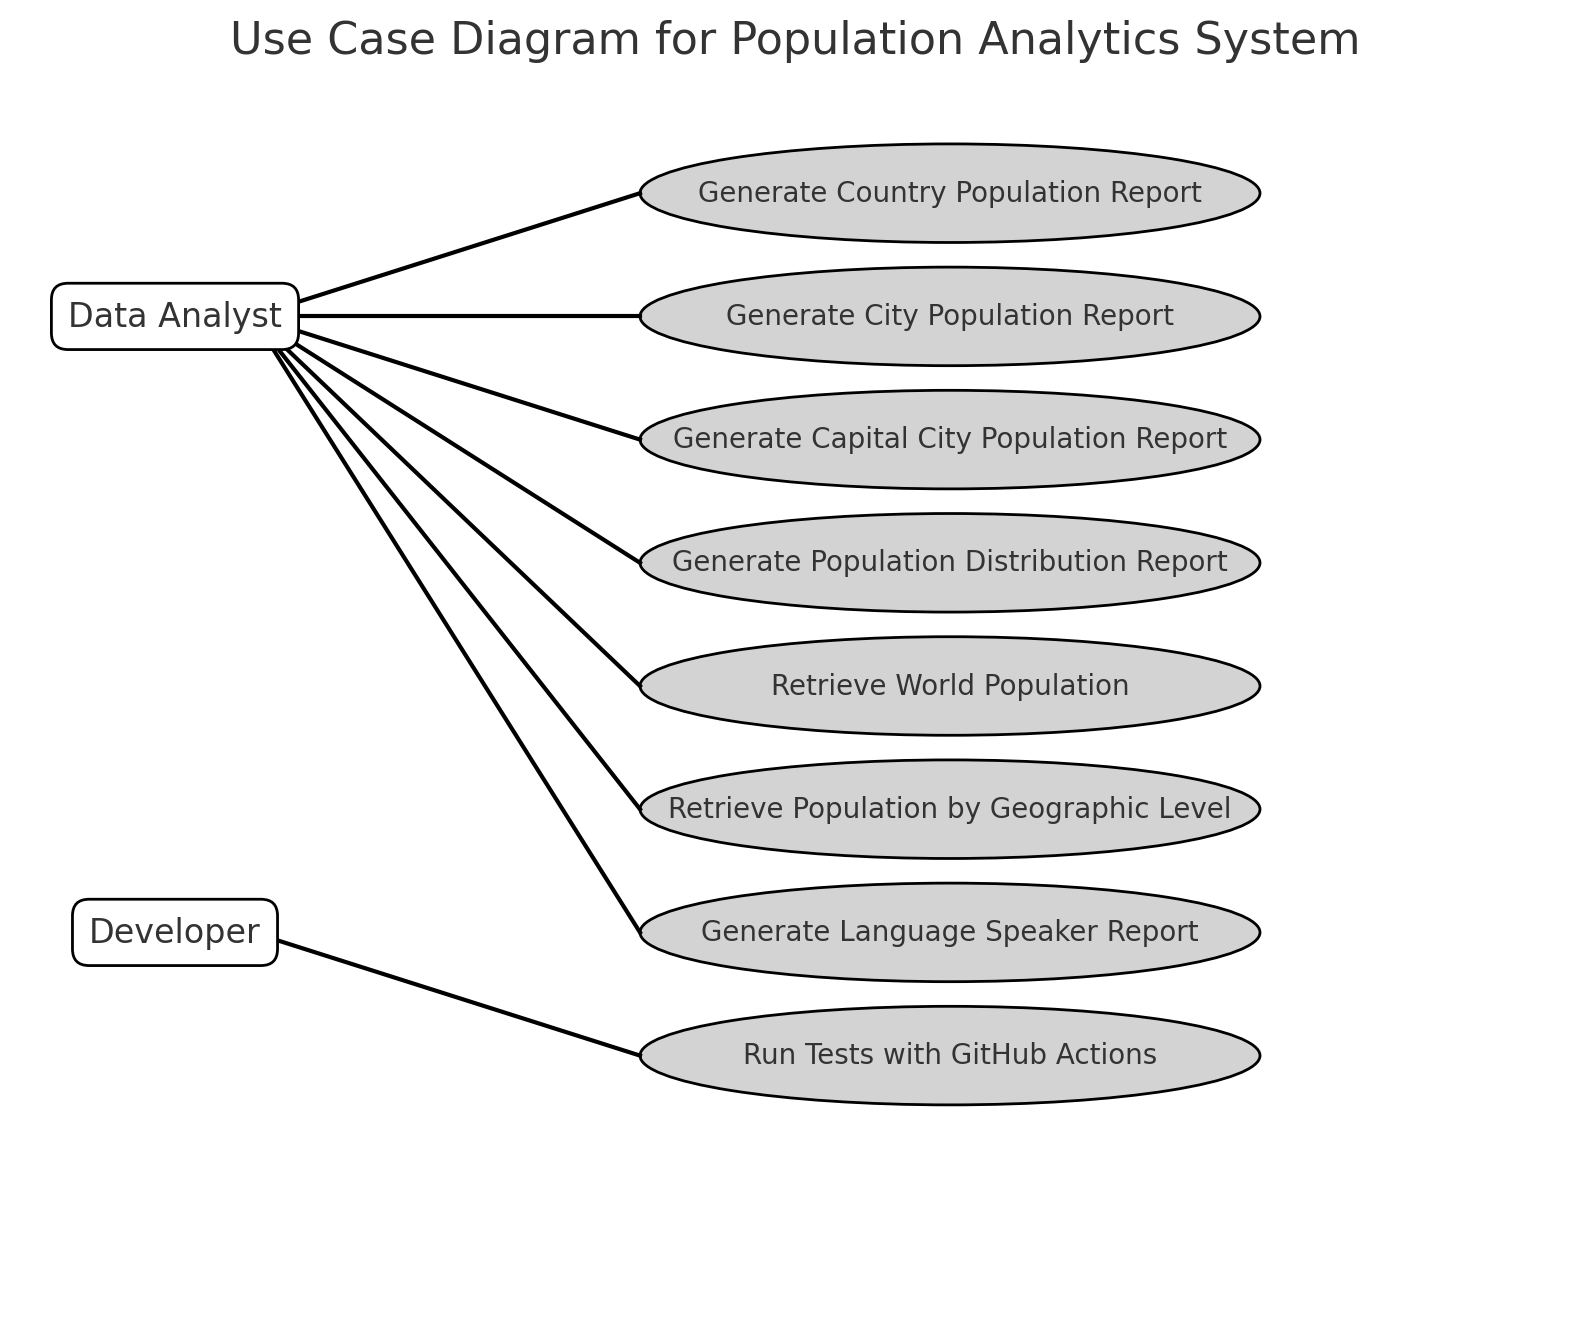 Use Case Diagram for Population Analytics System
Generate Country Population Report
Data Analyst
Generate City Population Report
Generate Capital City Population Report
Generate Population Distribution Report
Retrieve World Population
Retrieve Population by Geographic Level
Developer
Generate Language Speaker Report
Run Tests with GitHub Actions